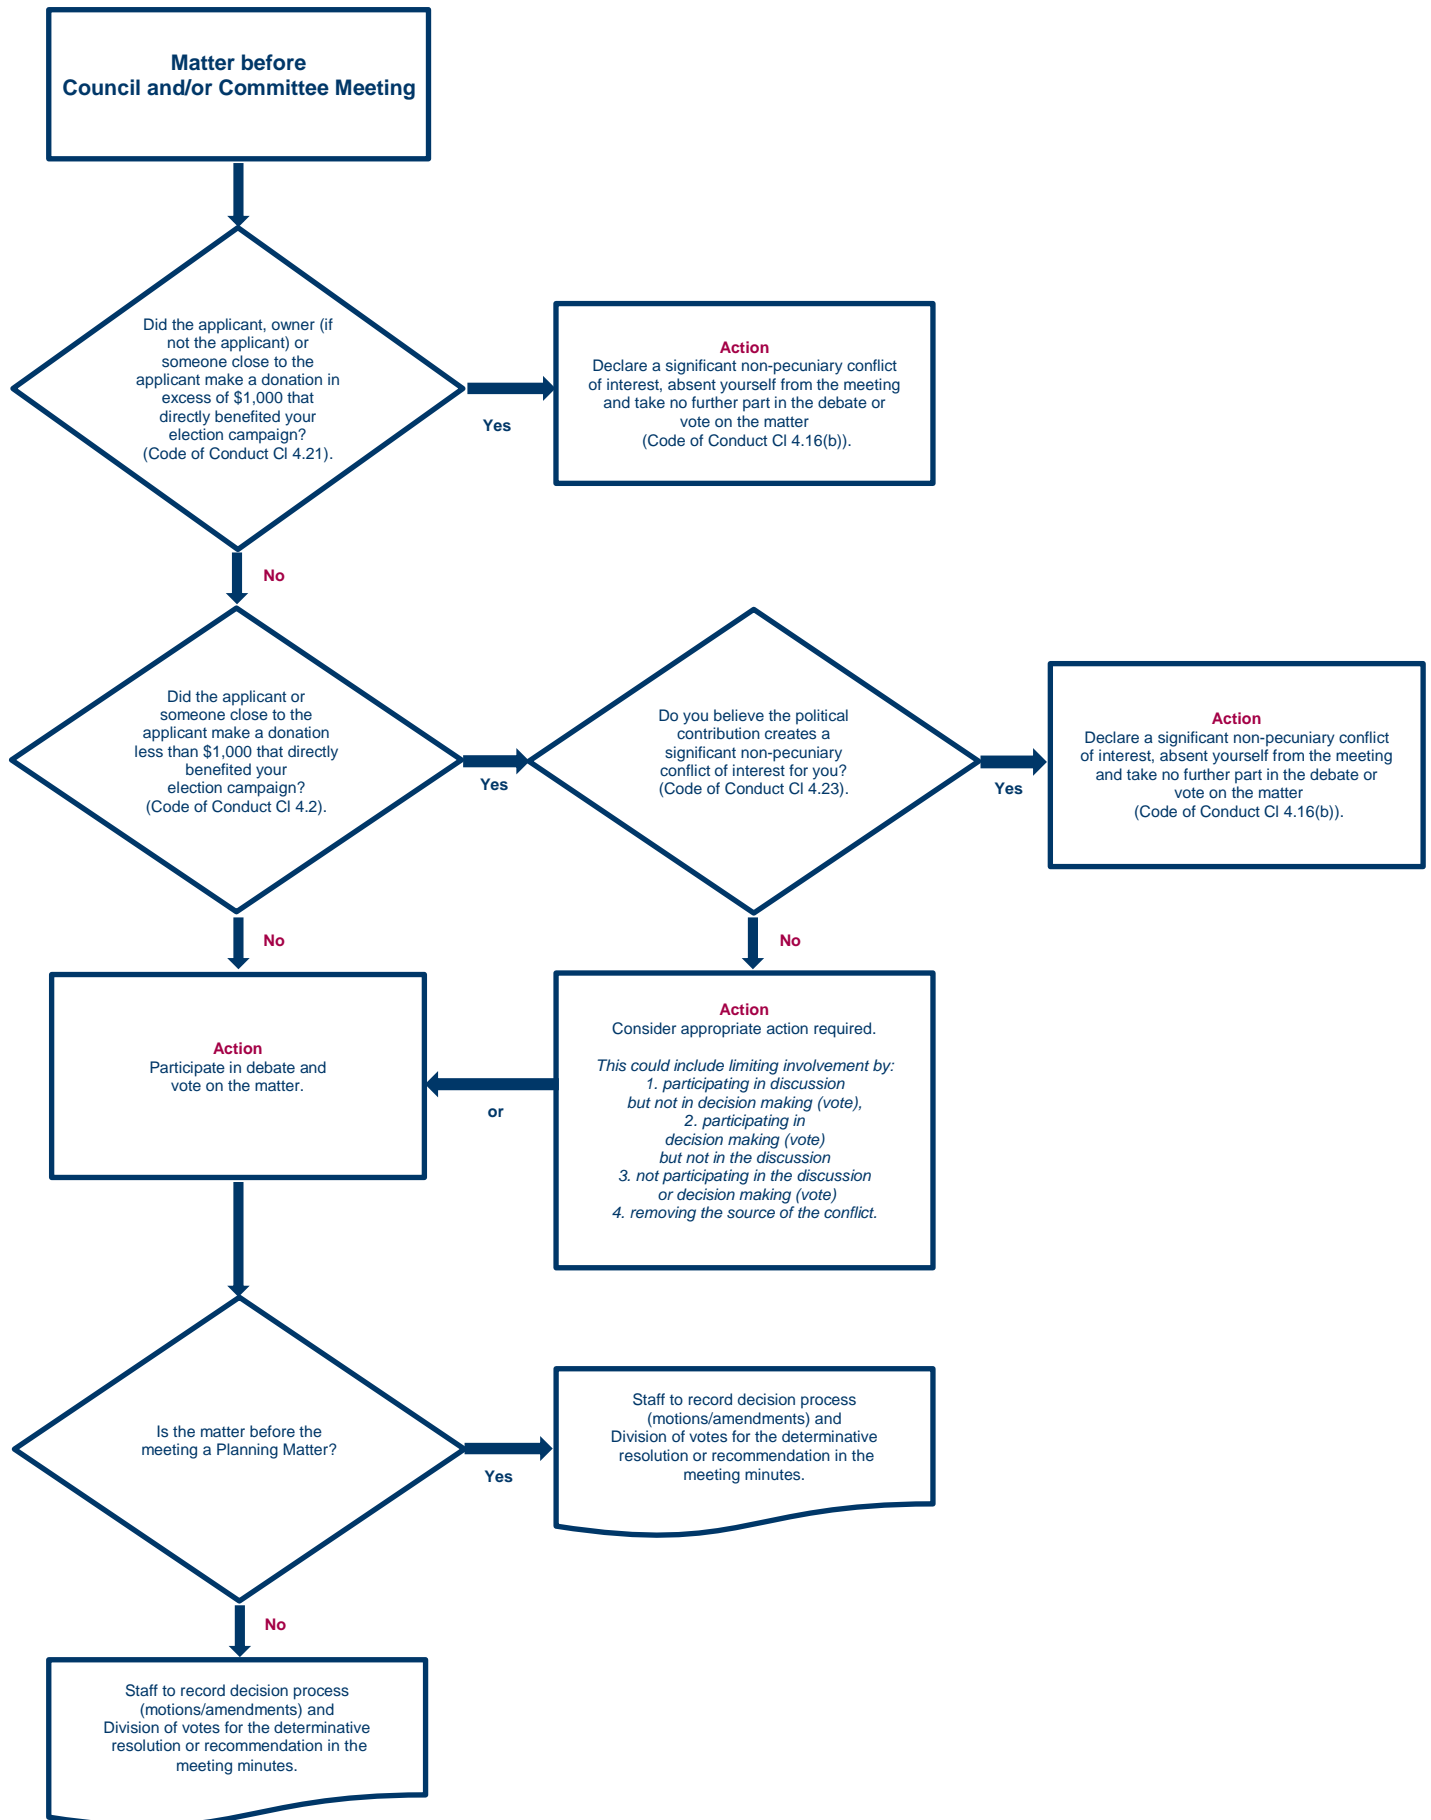 Matter before
Council and/or Committee Meeting
Did the applicant, owner (if
not the applicant) or
someone close to the
applicant make a donation in
excess of $1,000 that
directly benefited your
election campaign?
(Code of Conduct Cl 4.21).
Yes
Action
Declare a significant non-pecuniary conflict
of interest, absent yourself from the meeting
and take no further part in the debate or
vote on the matter
(Code of Conduct Cl 4.16(b)).
No
Did the applicant or
someone close to the
applicant make a donation
less than $1,000 that directly
benefited your
election campaign?
(Code of Conduct Cl 4.2).
Yes
Do you believe the political
contribution creates a
significant non-pecuniary
conflict of interest for you?
(Code of Conduct Cl 4.23).
Yes
Action
Declare a significant non-pecuniary conflict
of interest, absent yourself from the meeting
and take no further part in the debate or
vote on the matter
(Code of Conduct Cl 4.16(b)).
No
No
Action
Participate in debate and
vote on the matter.
or
Action
Consider appropriate action required.
This could include limiting involvement by:
1. participating in discussion
but not in decision making (vote),
2. participating in
decision making (vote)
but not in the discussion
3. not participating in the discussion
or decision making (vote)
4. removing the source of the conflict.
Is the matter before the
meeting a Planning Matter?
Yes
Staff to record decision process
(motions/amendments) and
Division of votes for the determinative
resolution or recommendation in the
meeting minutes.
No
Staff to record decision process
(motions/amendments) and
Division of votes for the determinative
resolution or recommendation in the
meeting minutes.